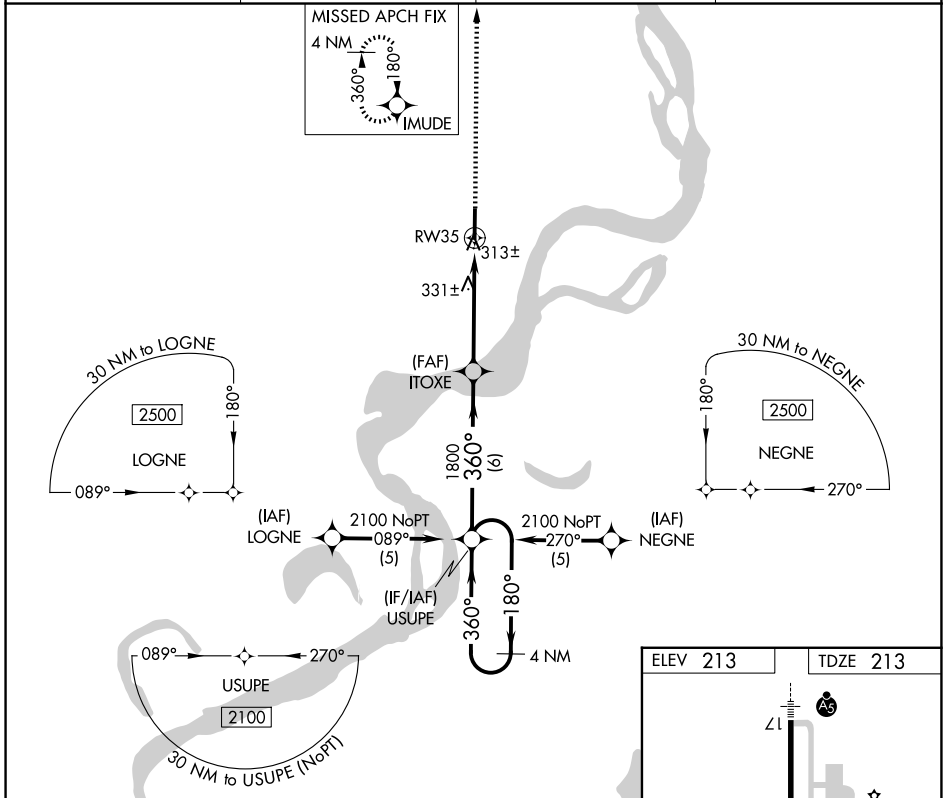 MISSED APCH FIX
4 NM
360°
180°
IMUDE
RW35
313±
331±
(FAF)
ITOXE
30 NM to LOGNE
2500
180°
LOGNE
089°
30 NM to NEGNE
180°
2500
NEGNE
270°
1800
360°
(6)
(IAF)
LOGNE
2100 NoPT
089°
(5)
2100 NoPT
270°
(5)
(IAF)
NEGNE
(IF/IAF)
USUPE
360°
180°
4 NM
089°
270°
USUPE
2100
30 NM to USUPE (NoPT)
ELEV 213
TDZE 213
17
A5